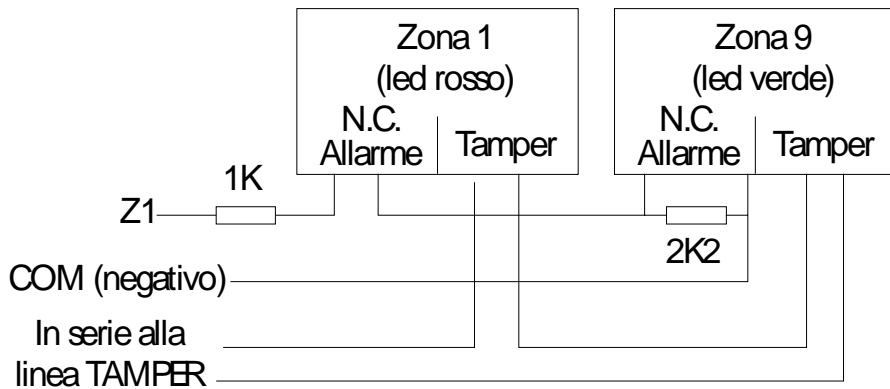 Zona 1
(led rosso)
N.C.
Allarme
Tamper
Zona 9
(led verde)
N.C.
Allarme
Tamper
1K
Z1
2K2
COM (negativo)
In serie alla
linea TAMPER